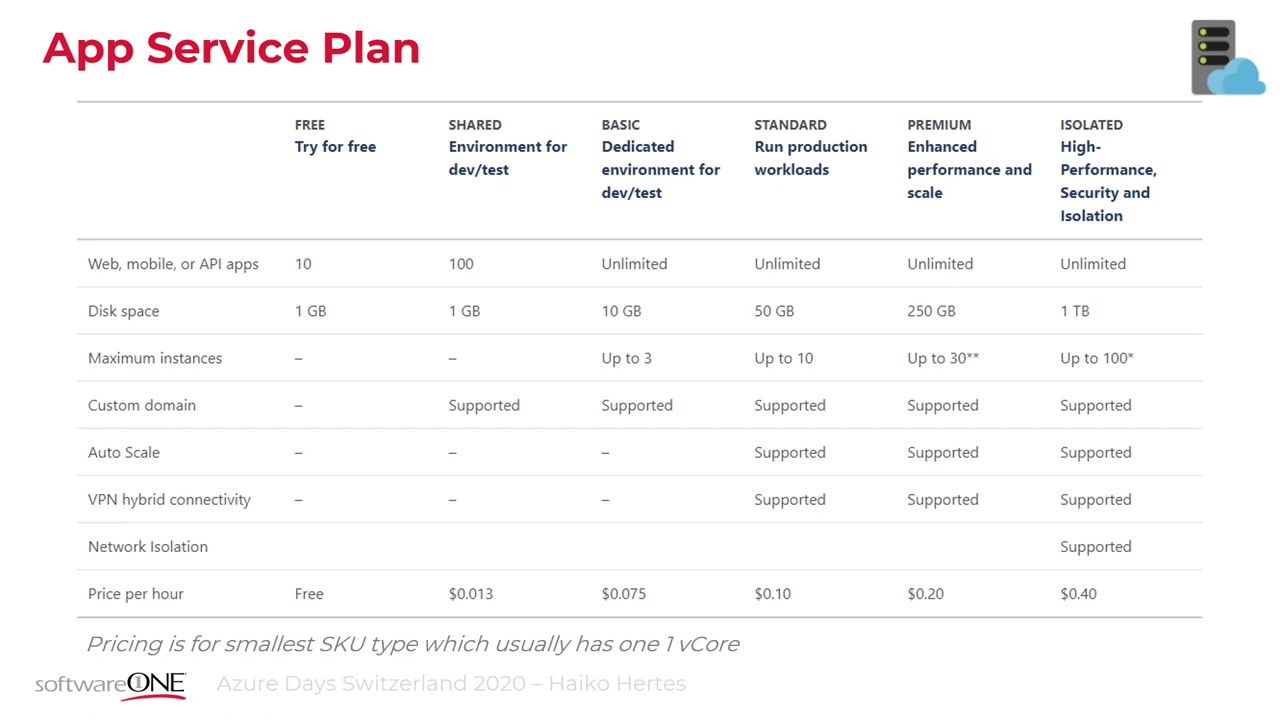 App Service Plan
FREE SHARED BASIC STANDARD PREMIUM ISOLATED
Try for free Environment for Dedicated Run production Enhanced High-
dev/test environment for workloads performance and Performance,
dev/test scale Security and
Isolation
Web, mobile, or API apps 10 100 Unlimited Unlimited Unlimited Unlimited
Disk space 1 GB 1 GB 10 GB 50 GB 250 GB 1 TB
Maximum instances – – Up to 3 Up to 10 Up to 30** Up to 100*
Custom domain – Supported Supported Supported Supported Supported
Auto Scale – – – Supported Supported Supported
VPN hybrid connectivity – – – Supported Supported Supported
Network Isolation Supported
Price per hour Free $0.013 $0.075 $0.10 $0.20 $0.40
Pricing is for smallest SKU type which usually has one 1 vCore
softwareONE Azure Days Switzerland 2020 – Haiko Hertes